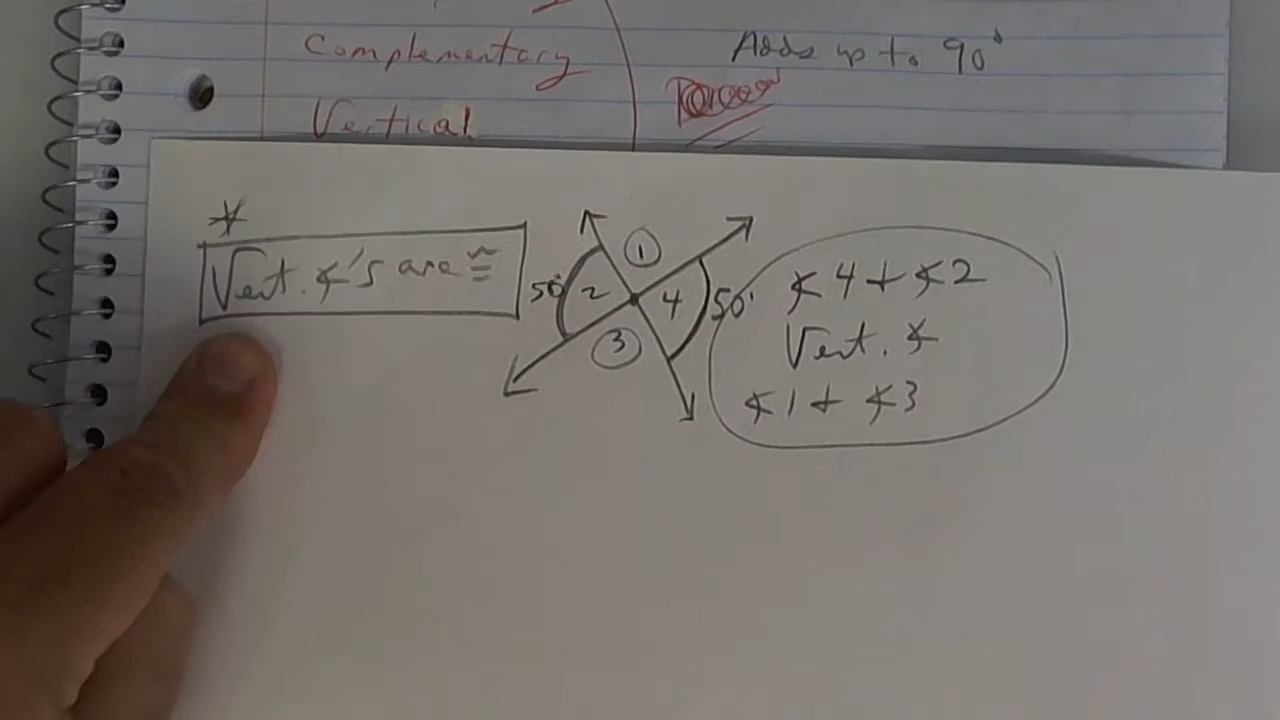 Complementary
Adds up to 90°
Vertical
*
Vert. ∢'s are ≅
1
2
50°
4
50°
3
∢4 + ∢2
Vert. ∢
∢1 + ∢3